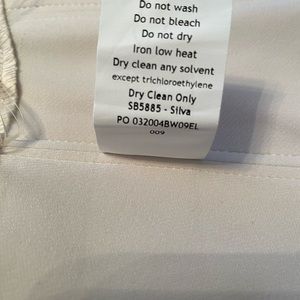 Do not wash
Do not bleach
Do not dry
Iron low heat
Dry clean any solvent
except trichloroethylene
Dry Clean Only
SB5885 - Silva
PO 032004BW09EL
009